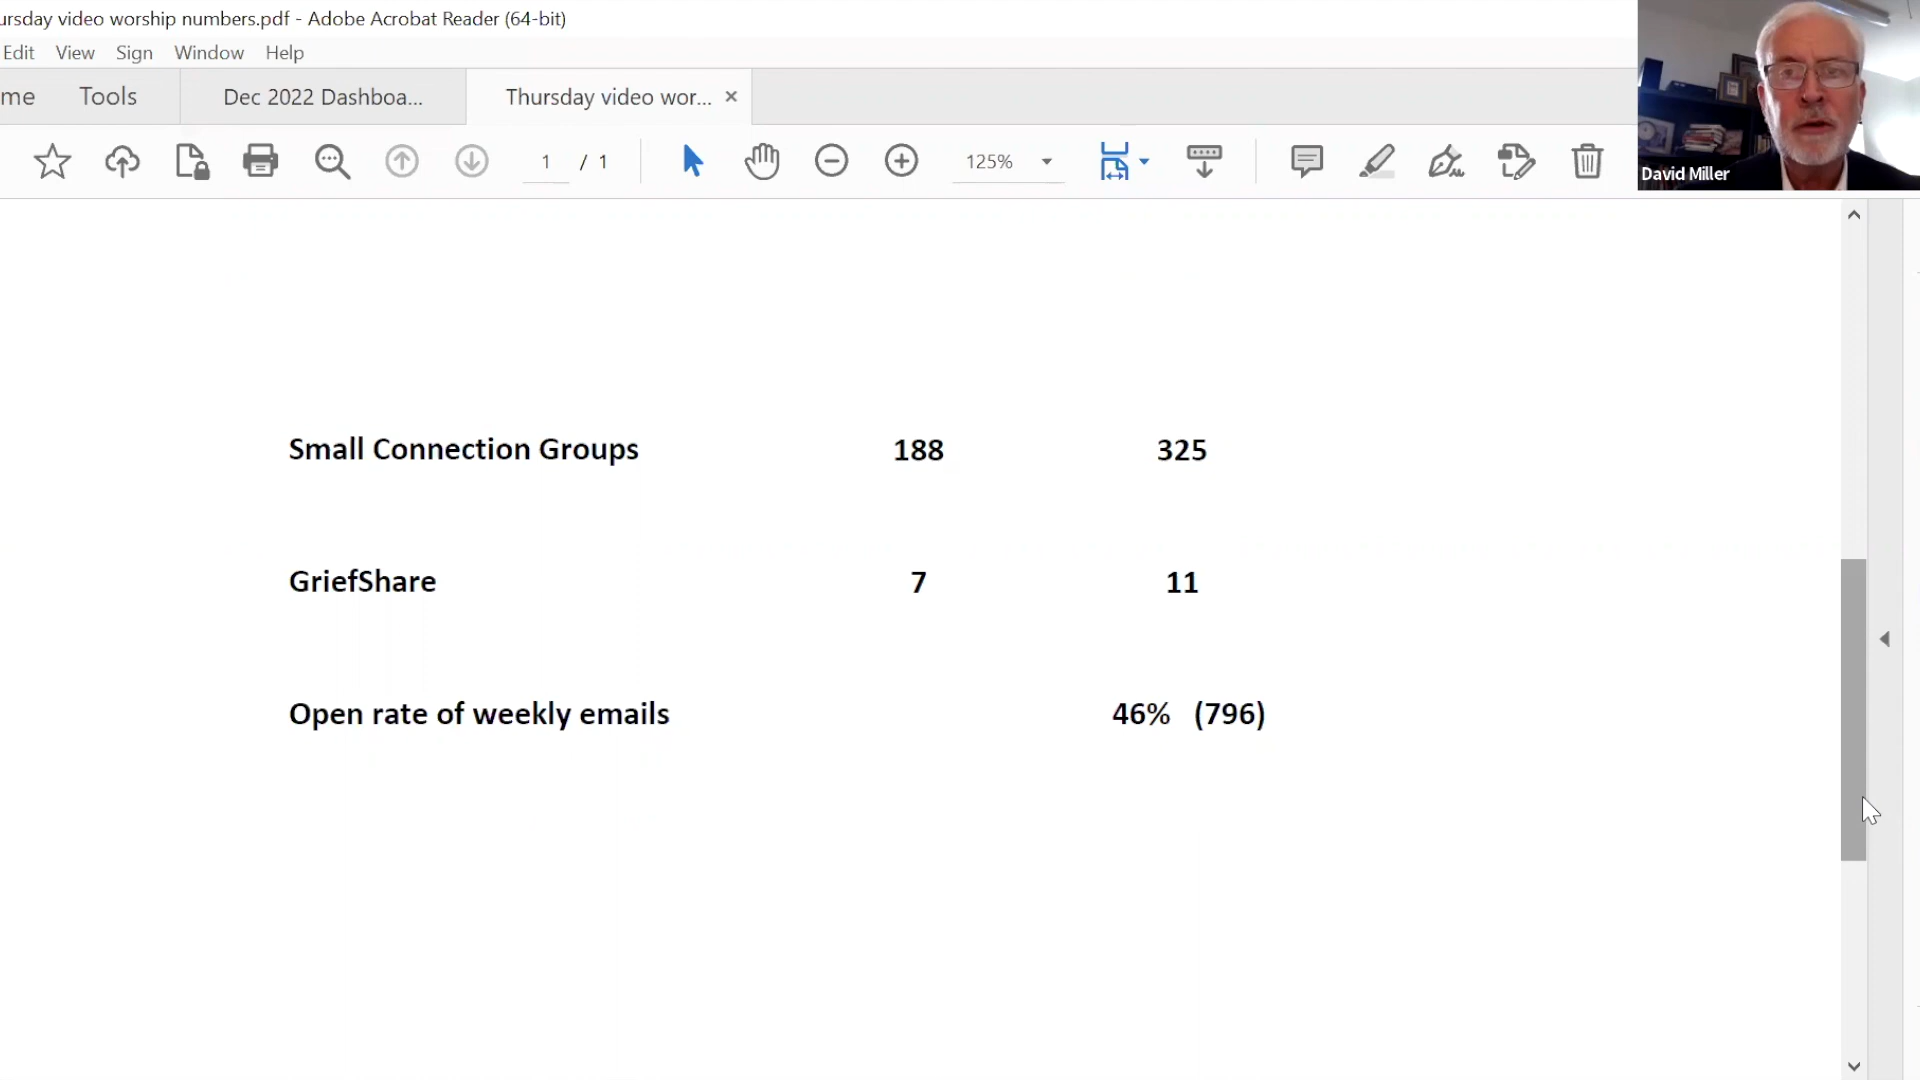 ursday video worship numbers.pdf - Adobe Acrobat Reader (64-bit)
Edit View Sign Window Help
me Tools Dec 2022 Dashboa... Thursday video wor... ×
1 / 1 125%
David Miller
Small Connection Groups 188 325
GriefShare 7 11
Open rate of weekly emails 46% (796)